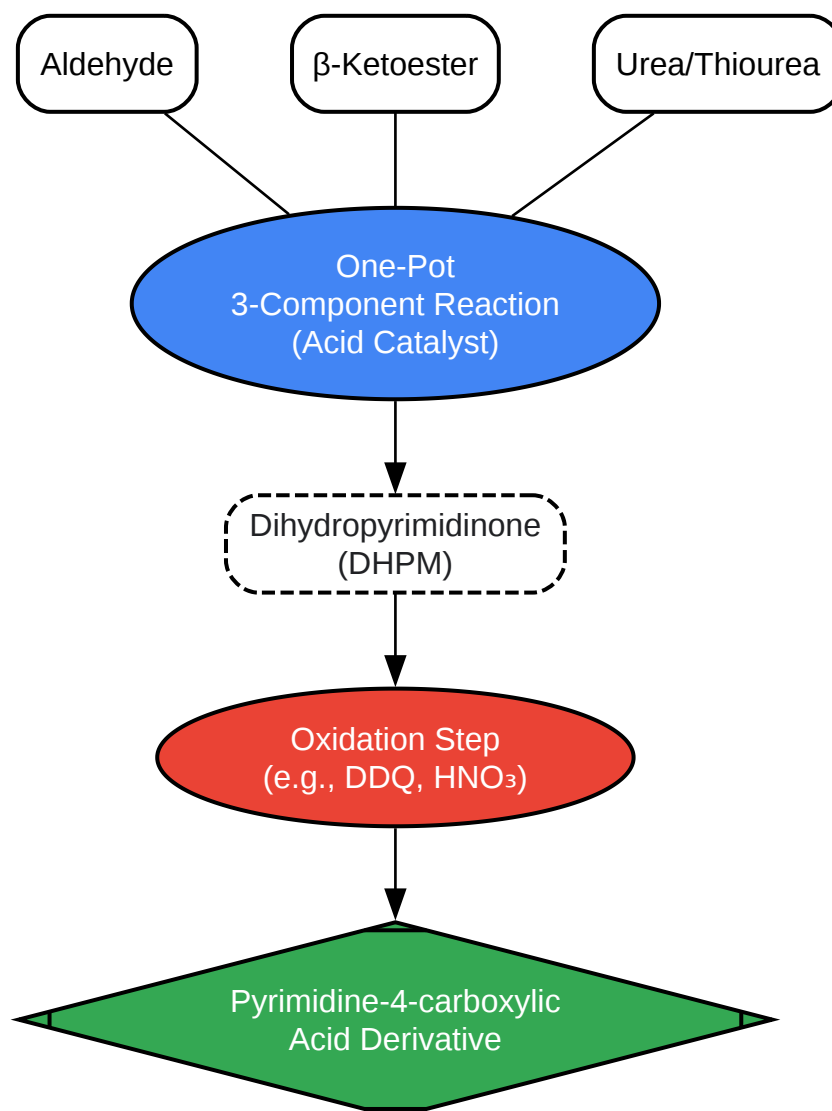 Aldehyde
β-Ketoester
Urea/Thiourea
One-Pot
3-Component Reaction
(Acid Catalyst)
Dihydropyrimidinone
(DHPM)
Oxidation Step
(e.g., DDQ, HNO₃)
Pyrimidine-4-carboxylic
Acid Derivative